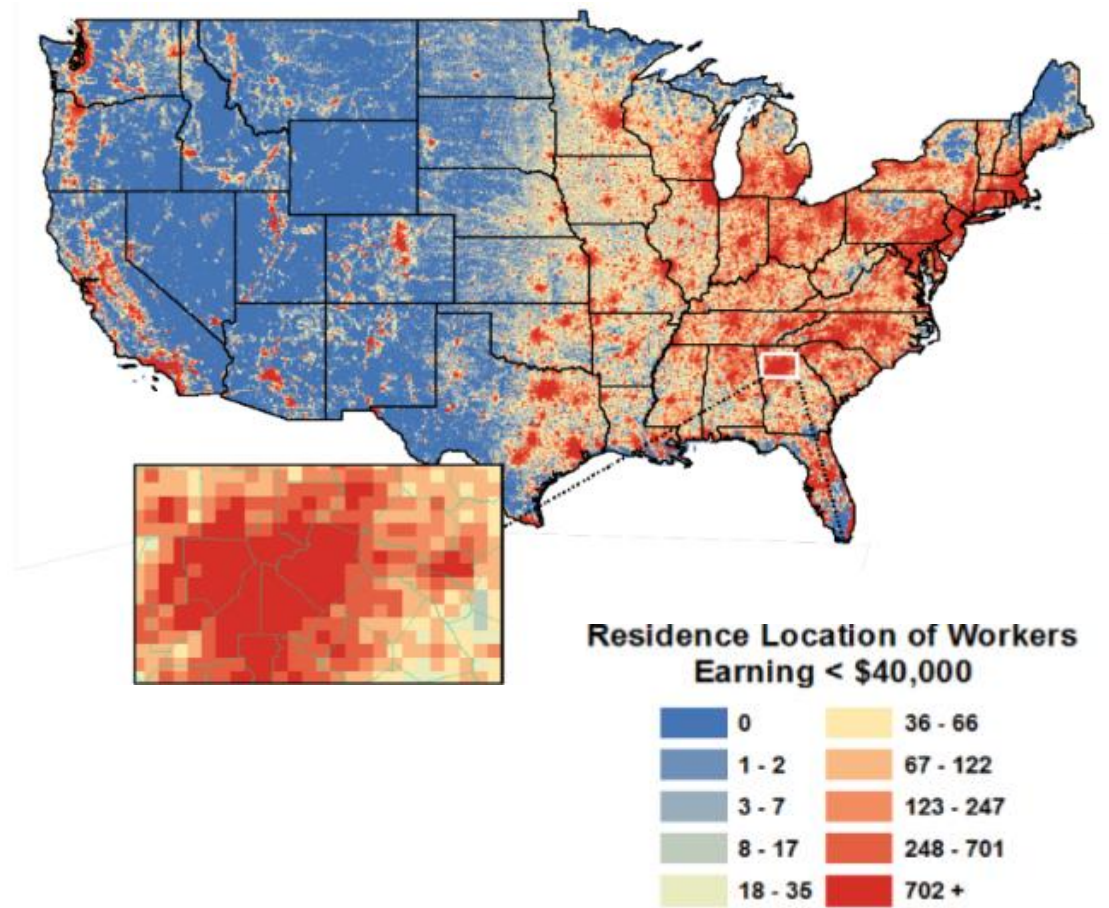 Residence Location of Workers
Earning < $40,000
0
1 - 2
3 - 7
8 - 17
18 - 35
36 - 66
67 - 122
123 - 247
248 - 701
702 +